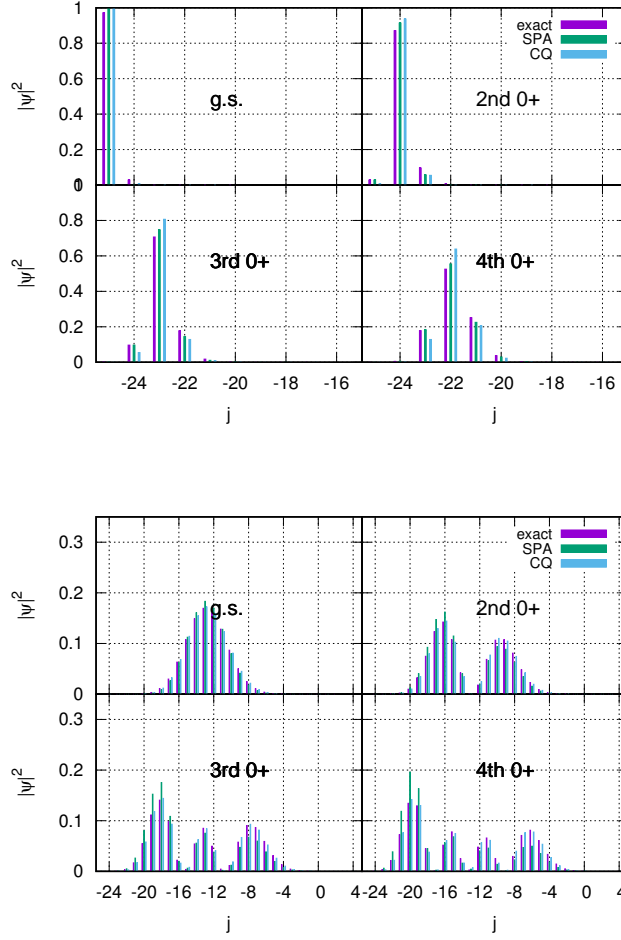 1
0.8
0.6
0.4
0.2
0
|ψ|²
g.s.
exact
SPA
CQ
2nd 0+
1
0.8
0.6
0.4
0.2
0
|ψ|²
3rd 0+
4th 0+
-24 -22 -20 -18 -16
-24 -22 -20 -18 -16
j
j
0.3
0.2
0.1
0
|ψ|²
g.s.
exact
SPA
CQ
2nd 0+
0.3
0.2
0.1
0
|ψ|²
3rd 0+
4th 0+
-24 -20 -16 -12 -8 -4 0 4
-24 -20 -16 -12 -8 -4 0 4
j
j